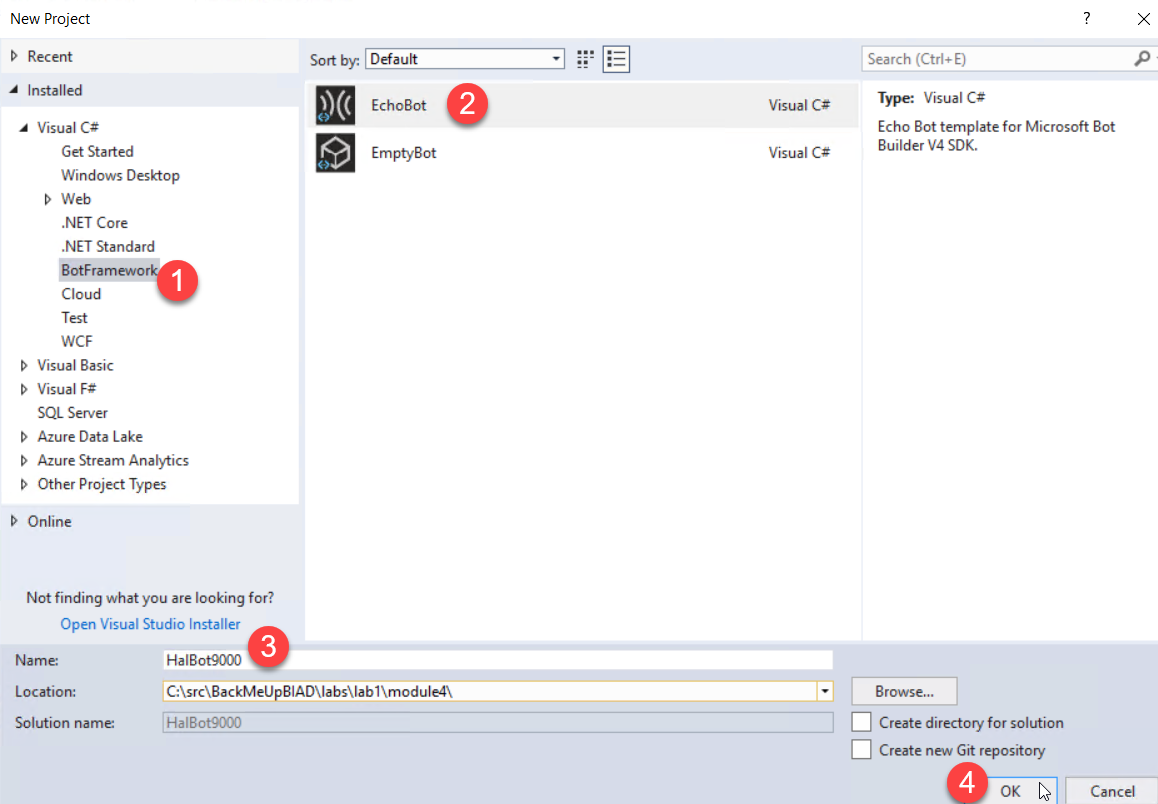 New Project
?
Recent
Installed
Visual C#
Get Started
Windows Desktop
Web
.NET Core
.NET Standard
BotFramework
1
Cloud
Test
WCF
Visual Basic
Visual F#
SQL Server
Azure Data Lake
Azure Stream Analytics
Other Project Types
Online
Not finding what you are looking for?
Open Visual Studio Installer
Sort by: Default
EchoBot 2 Visual C#
EmptyBot Visual C#
Search (Ctrl+E)
Type: Visual C#
Echo Bot template for Microsoft Bot
Builder V4 SDK.
3
Name: HalBot9000
Location: C:\src\BackMeUpBIAD\labs\lab1\module4\
Browse...
Solution name: HalBot9000
Create directory for solution
Create new Git repository
4
OK
Cancel